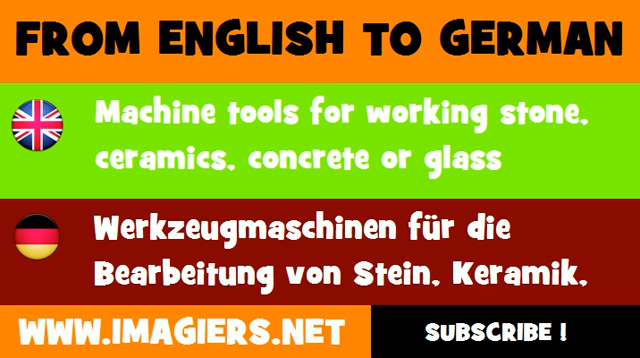 FROM ENGLISH TO GERMAN
Machine tools for working stone,
ceramics, concrete or glass
Werkzeugmaschinen für die
Bearbeitung von Stein, Keramik,
WWW.IMAGIERS.NET
SUBSCRIBE !